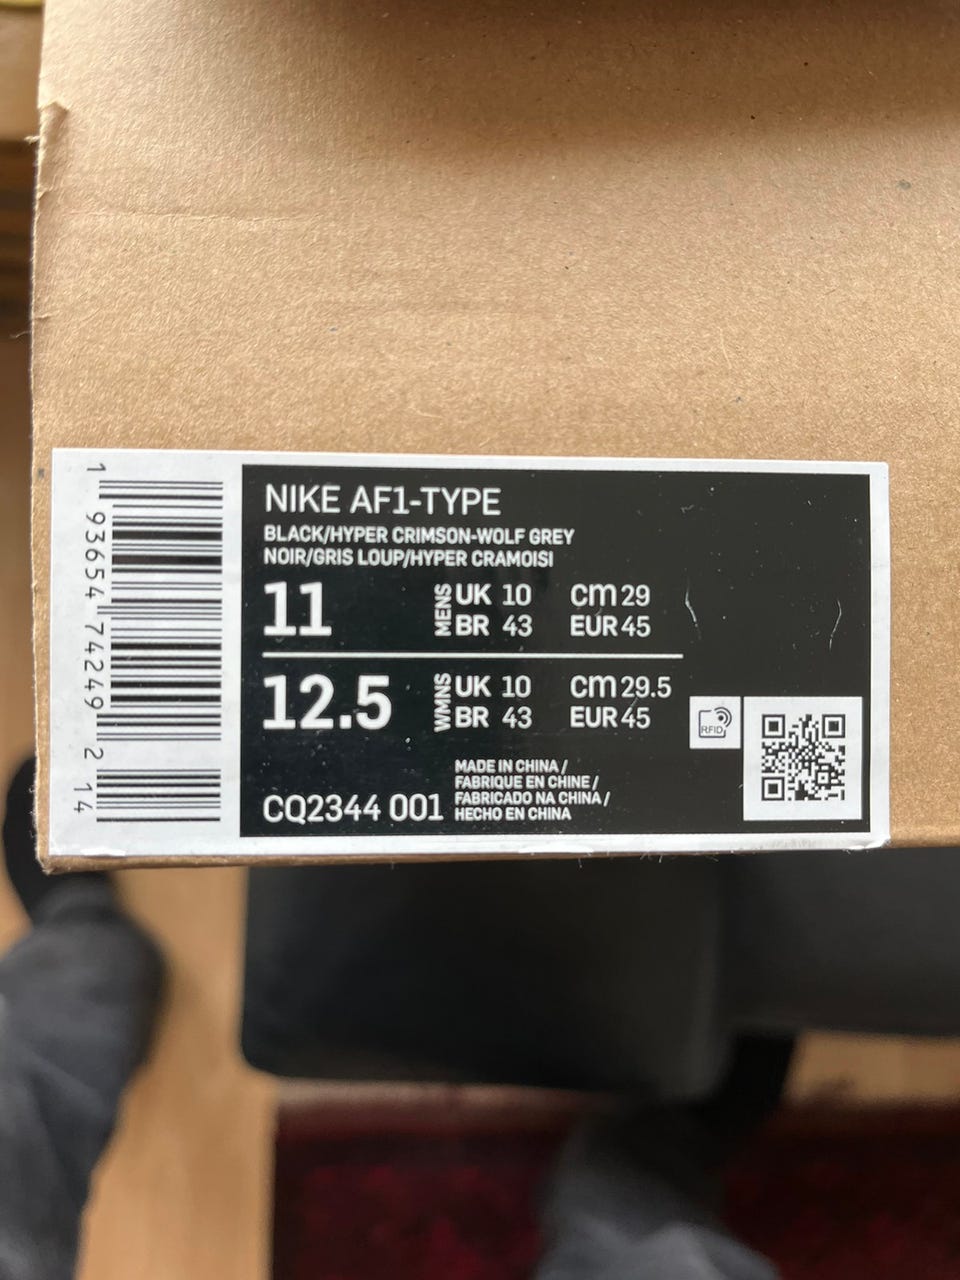 NIKE AF1-TYPE
BLACK/HYPER CRIMSON-WOLF GREY
NOIR/GRIS LOUP/HYPER CRAMOISI
11 MENS UK 10 cm 29
BR 43 EUR 45
12.5 WMNS UK 10 cm 29.5
BR 43 EUR 45
RFID
MADE IN CHINA /
FABRIQUE EN CHINE /
FABRICADO NA CHINA /
HECHO EN CHINA
CQ2344 001
1 93654 74249 2 14